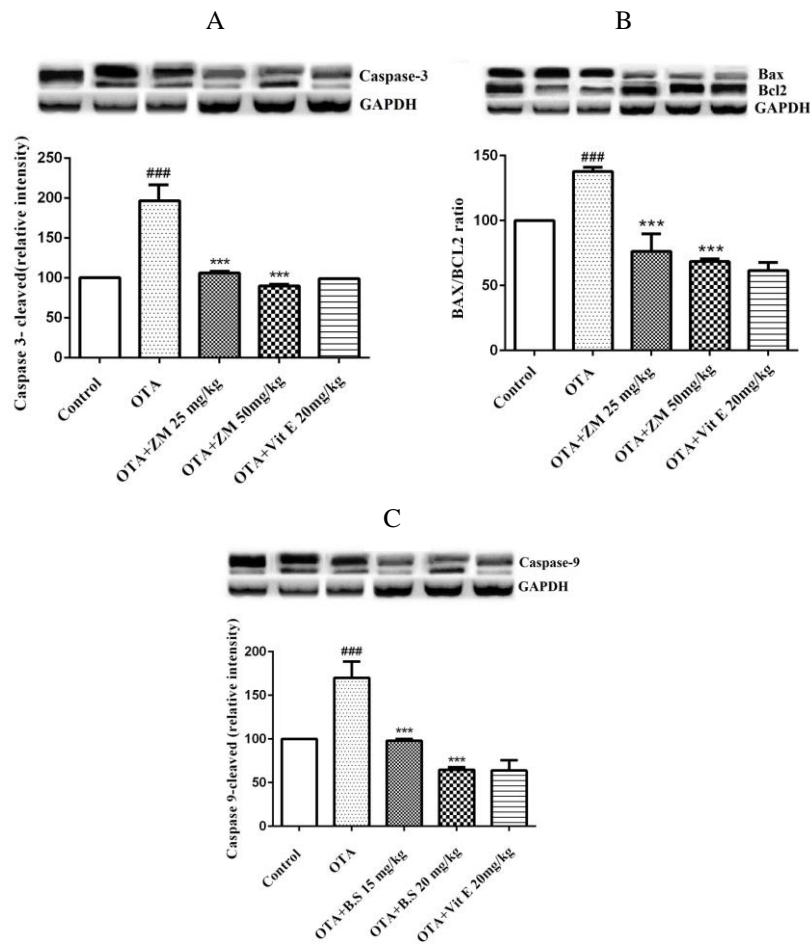 A
Caspase-3
GAPDH
Caspase 3- cleaved(relative intensity)
250
200
150
100
50
0
###
***
***
Control
OTA
OTA+ZM 25 mg/kg
OTA+ZM 50mg/kg
OTA+Vit E 20mg/kg
B
Bax
Bcl2
GAPDH
BAX/BCL2 ratio
150
100
50
0
###
***
***
Control
OTA
OTA+ZM 25 mg/kg
OTA+ZM 50mg/kg
OTA+Vit E 20mg/kg
C
Caspase-9
GAPDH
Caspase 9-cleaved (relative intensity)
200
150
100
50
0
###
***
***
Control
OTA
OTA+B.S 15 mg/kg
OTA+B.S 20 mg/kg
OTA+Vit E 20mg/kg